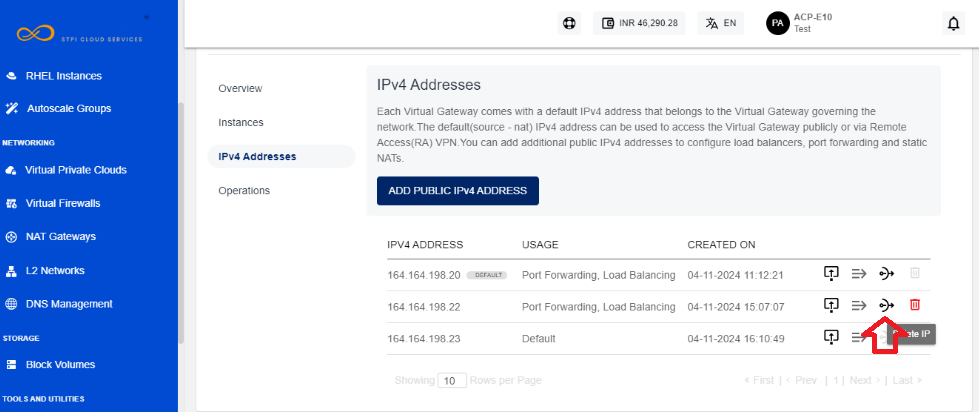 INR 46,290.28
EN
PA
ACP-E10
Test
STPI CLOUD SERVICES
RHEL Instances
Autoscale Groups
NETWORKING
Virtual Private Clouds
Virtual Firewalls
NAT Gateways
L2 Networks
DNS Management
STORAGE
Block Volumes
TOOLS AND UTILITIES
Overview
Instances
IPv4 Addresses
Operations
IPv4 Addresses
Each Virtual Gateway comes with a default IPv4 address that belongs to the Virtual Gateway governing the
network.The default(source - nat) IPv4 address can be used to access the Virtual Gateway publicly or via Remote
Access(RA) VPN.You can add additional public IPv4 addresses to configure load balancers, port forwarding and static
NATs.
ADD PUBLIC IPv4 ADDRESS
IPV4 ADDRESS USAGE CREATED ON
164.164.198.20 DEFAULT Port Forwarding, Load Balancing 04-11-2024 11:12:21
164.164.198.22 Port Forwarding, Load Balancing 04-11-2024 15:07:07
164.164.198.23 Default 04-11-2024 16:10:49
IP
Showing 10 Rows per Page
« First | ‹ Prev | 1 | Next › | Last »